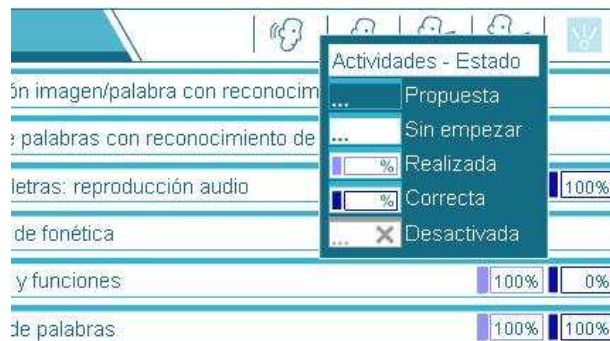 Actividades - Estado
... Propuesta
... Sin empezar
% Realizada
% Correcta
... Desactivada
ón imagen/palabra con reconocim
palabras con reconocimiento de
letras: reproducción audio 100%
de fonética
y funciones 100% 0%
de palabras 100% 100%